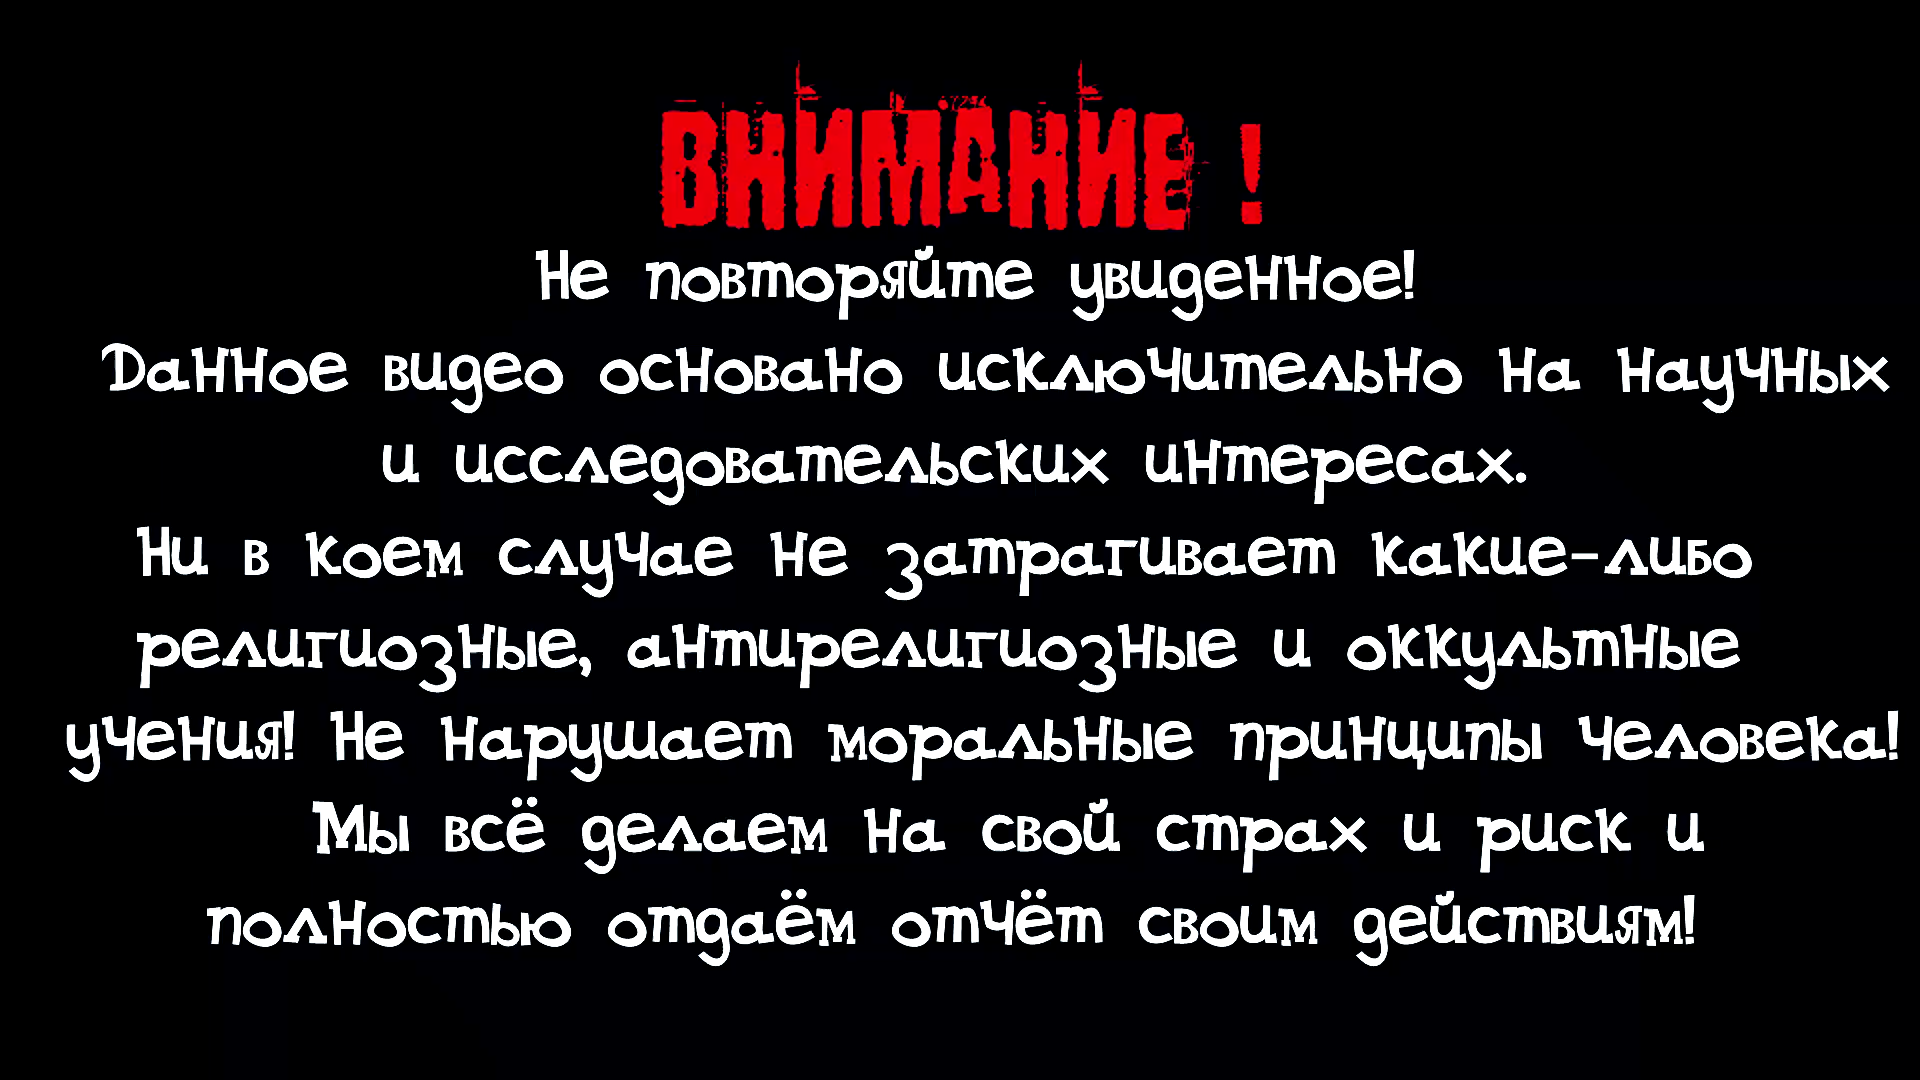 ВНИМАНИЕ !
Не повторяйте увиденное!
Данное видео основано исключительно на научных
и исследовательских интересах.
Ни в коем случае не затрагивает какие-либо
религиозные, антирелигиозные и оккультные
учения! Не нарушает моральные принципы человека!
Мы всё делаем на свой страх и риск и
полностью отдаём отчёт своим действиям!